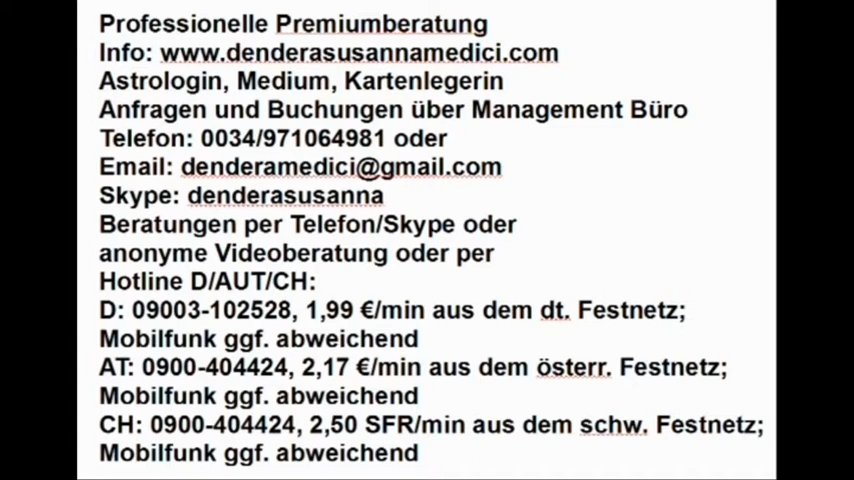 Professionelle Premiumberatung
Info: www.denderasusannamedici.com
Astrologin, Medium, Kartenlegerin
Anfragen und Buchungen über Management Büro
Telefon: 0034/971064981 oder
Email: denderamedici@gmail.com
Skype: denderasusanna
Beratungen per Telefon/Skype oder
anonyme Videoberatung oder per
Hotline D/AUT/CH:
D: 09003-102528, 1,99 €/min aus dem dt. Festnetz;
Mobilfunk ggf. abweichend
AT: 0900-404424, 2,17 €/min aus dem österr. Festnetz;
Mobilfunk ggf. abweichend
CH: 0900-404424, 2,50 SFR/min aus dem schw. Festnetz;
Mobilfunk ggf. abweichend